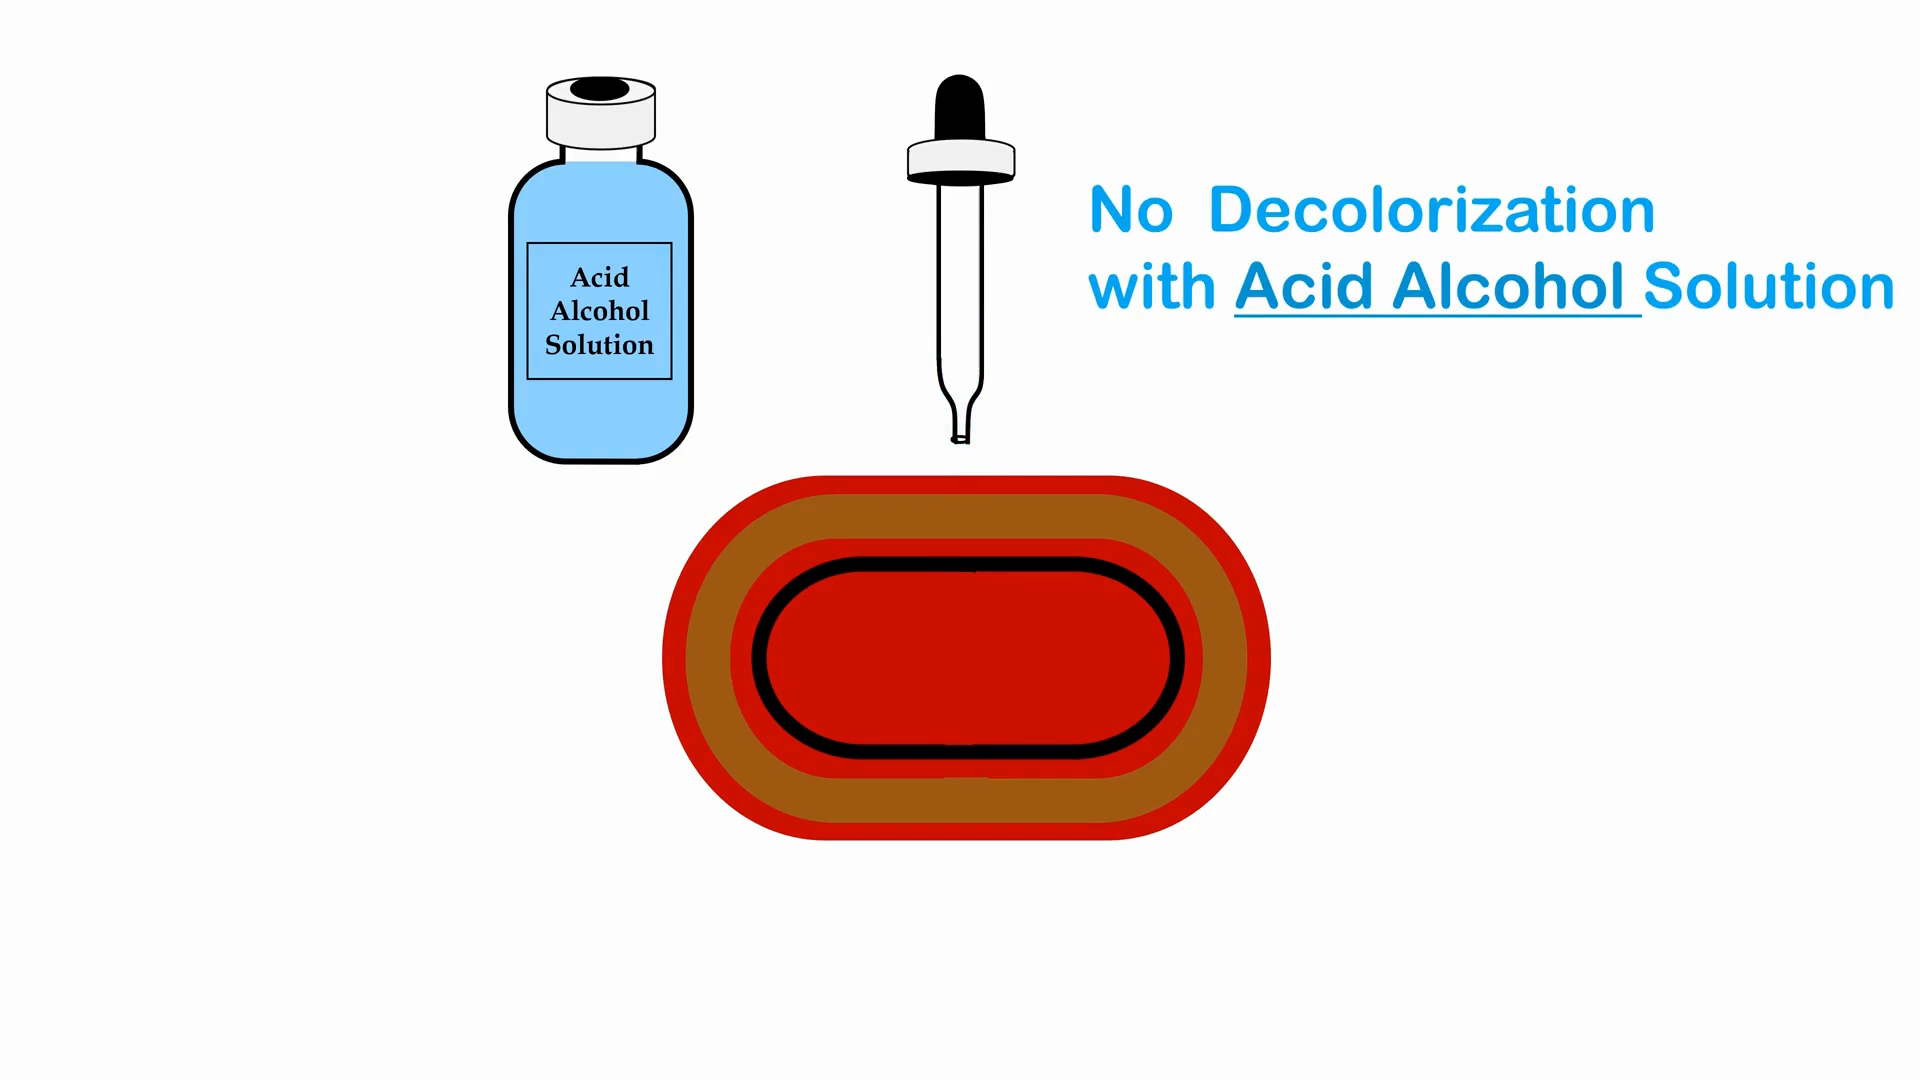 Acid
Alcohol
Solution
No Decolorization
with Acid Alcohol Solution